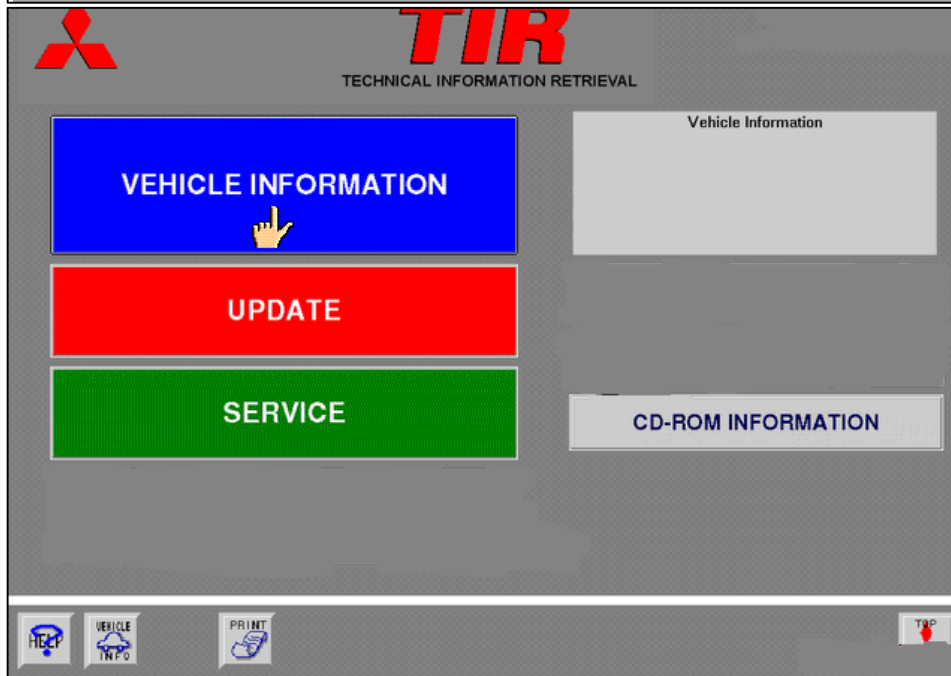 TIR
TECHNICAL INFORMATION RETRIEVAL
VEHICLE INFORMATION
Vehicle Information
UPDATE
SERVICE
CD-ROM INFORMATION
HELP
VEHICLE
INFO
PRINT
TOP